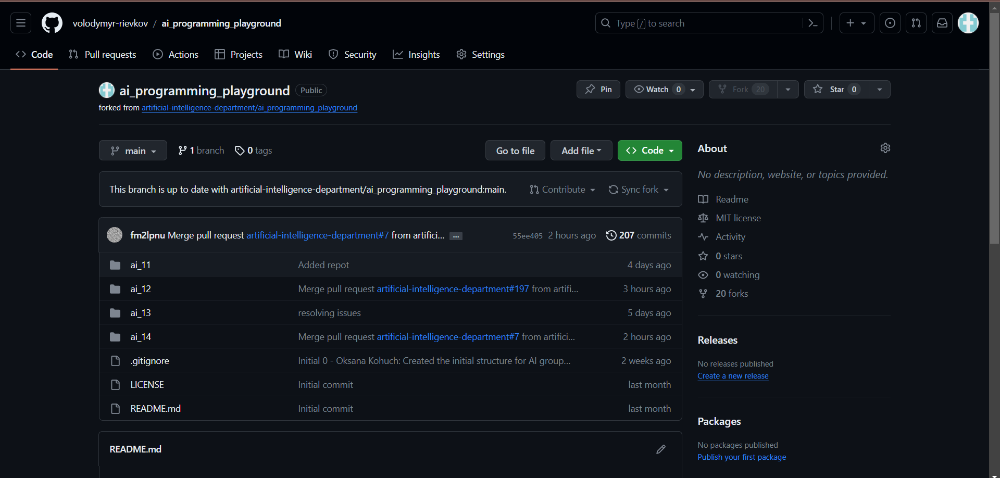 volodymyr-rievkov / ai_programming_playground
Type / to search
Code Pull requests Actions Projects Wiki Security Insights Settings
ai_programming_playground Public
Pin Watch 0 Fork 20 Star 0
forked from artificial-intelligence-department/ai_programming_playground
main 1 branch 0 tags Go to file Add file Code
This branch is up to date with artificial-intelligence-department/ai_programming_playground:main. Contribute Sync fork
fm2lpnu Merge pull request artificial-intelligence-department#7 from artifici... ... 55ee405 2 hours ago 207 commits
ai_11 Added repot 4 days ago
ai_12 Merge pull request artificial-intelligence-department#197 from artifi... 3 hours ago
ai_13 resolving issues 5 days ago
ai_14 Merge pull request artificial-intelligence-department#7 from artifici... 2 hours ago
.gitignore Initial 0 - Oksana Kohuch: Created the initial structure for AI group... 2 weeks ago
LICENSE Initial commit last month
README.md Initial commit last month
README.md
About
No description, website, or topics provided.
Readme
MIT license
Activity
0 stars
0 watching
20 forks
Releases
No releases published
Create a new release
Packages
No packages published
Publish your first package